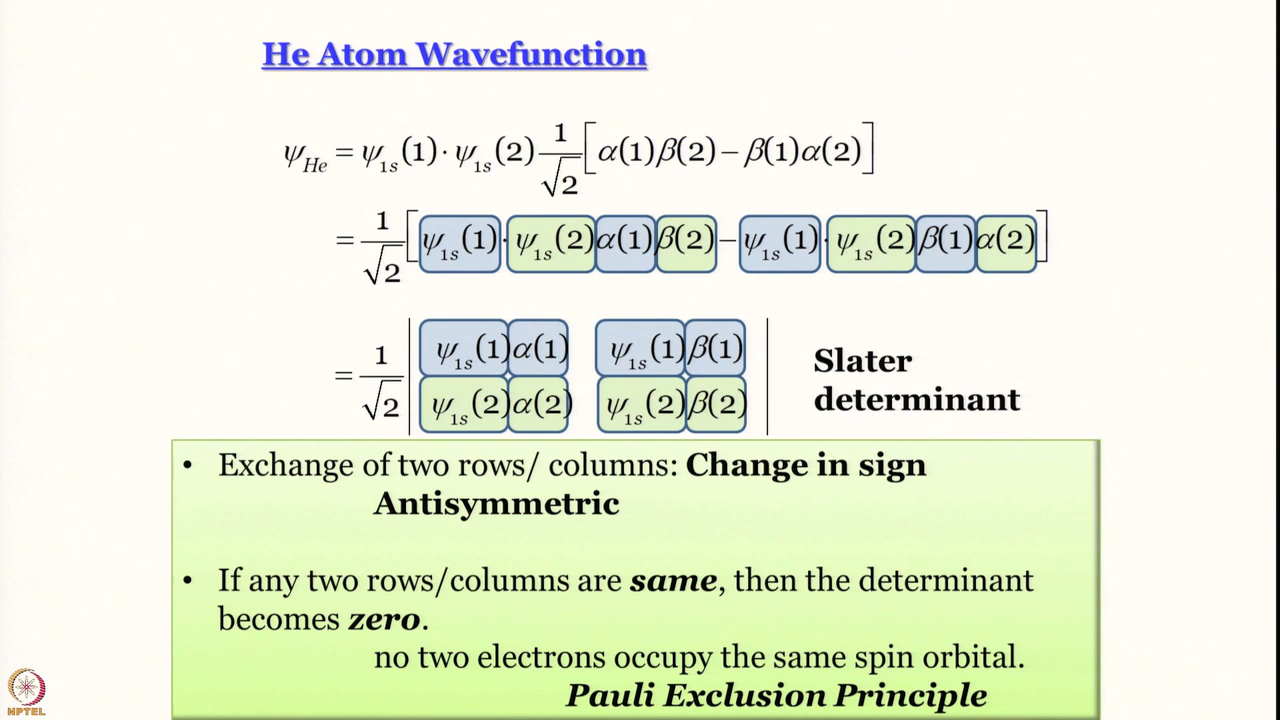 He Atom Wavefunction
ψ_He = ψ_1s(1)·ψ_1s(2) 1/√2 [α(1)β(2) − β(1)α(2)]
= 1/√2 [ψ_1s(1)·ψ_1s(2)α(1)β(2) − ψ_1s(1)·ψ_1s(2)β(1)α(2)]
= 1/√2 | ψ_1s(1)α(1) ψ_1s(1)β(1) |
| ψ_1s(2)α(2) ψ_1s(2)β(2) |
Slater
determinant
• Exchange of two rows/ columns: Change in sign
Antisymmetric
• If any two rows/columns are same, then the determinant
becomes zero.
no two electrons occupy the same spin orbital.
Pauli Exclusion Principle
NPTEL